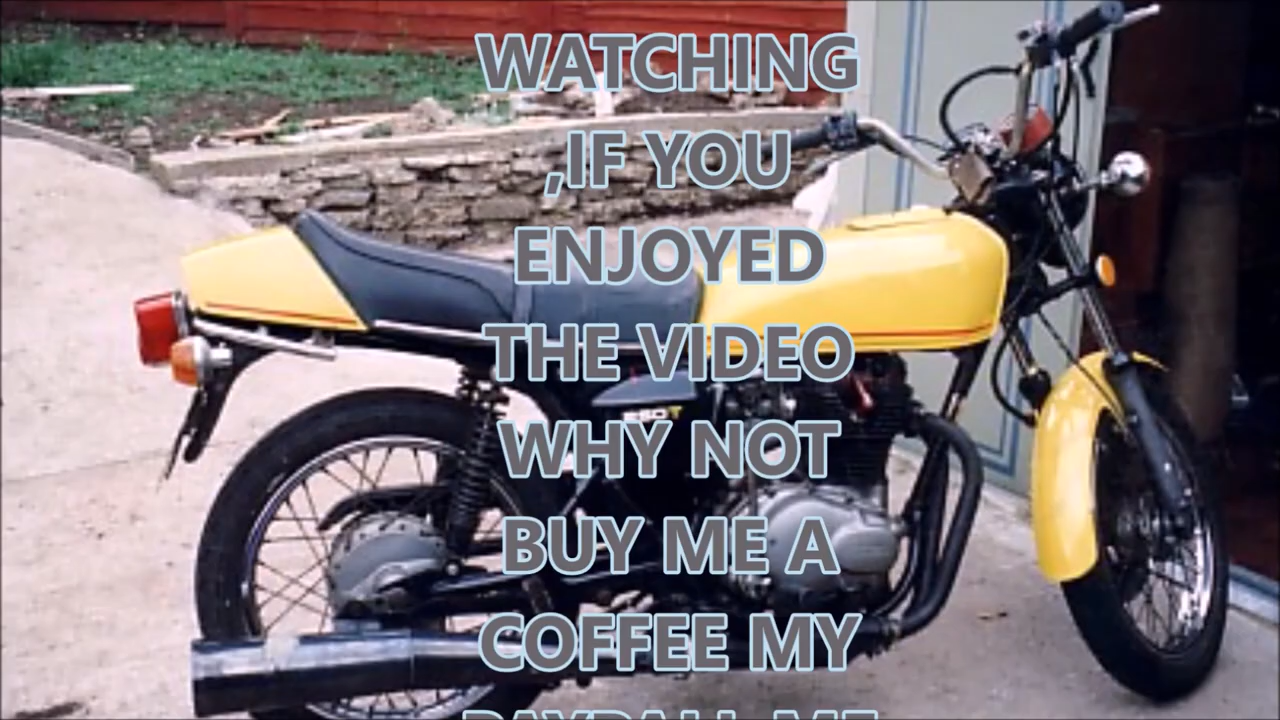 WATCHING
,IF YOU
ENJOYED
THE VIDEO
WHY NOT
BUY ME A
COFFEE MY
250T